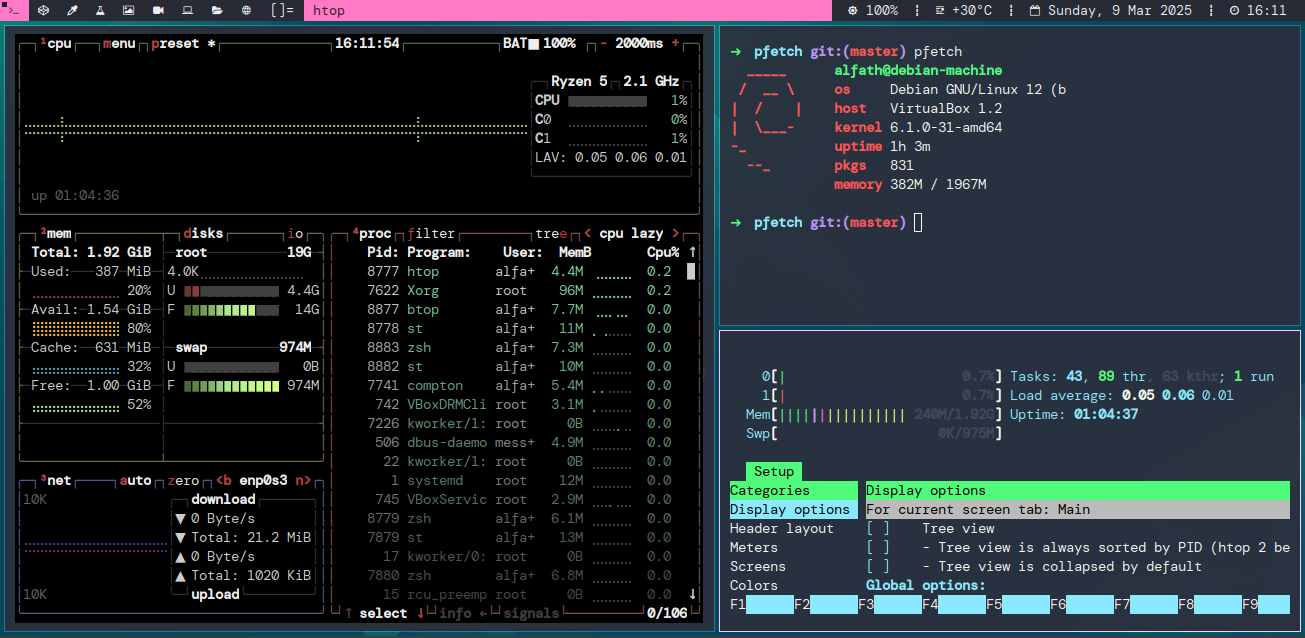 >_ []= htop 100% ⋮ +30°C ⋮ Sunday, 9 Mar 2025 ⋮ 16:11
¹cpu menu preset * 16:11:54 BAT■ 100% - 2000ms +
Ryzen 5 2.1 GHz
CPU 1%
C0 0%
C1 1%
LAV: 0.05 0.06 0.01
up 01:04:36
²mem disks io
Total: 1.92 GiB root 19G
Used: 387 MiB 4.0K
20% U 4.4G
Avail: 1.54 GiB F 14G
80%
Cache: 631 MiB swap 974M
32% U 0B
Free: 1.00 GiB F 974M
52%
³net auto zero <b enp0s3 n>
10K download
▼ 0 Byte/s
▼ Total: 21.2 MiB
▲ 0 Byte/s
▲ Total: 1020 KiB
10K upload
⁴proc filter tree < cpu lazy >
Pid: Program: User: MemB Cpu% ↑
8777 htop alfa+ 4.4M 0.2
7622 Xorg root 96M 0.2
8877 btop alfa+ 7.7M 0.0
8778 st alfa+ 11M 0.0
8883 zsh alfa+ 7.3M 0.0
8882 st alfa+ 10M 0.0
7741 compton alfa+ 5.4M 0.0
742 VBoxDRMCli root 3.1M 0.0
7226 kworker/1: root 0B 0.0
506 dbus-daemo mess+ 4.9M 0.0
22 kworker/1: root 0B 0.0
1 systemd root 12M 0.0
745 VBoxServic root 2.9M 0.0
8779 zsh alfa+ 6.1M 0.0
7879 st alfa+ 13M 0.0
17 kworker/0: root 0B 0.0
7880 zsh alfa+ 6.8M 0.0
15 rcu_preemp root 0B 0.0 ↓
↑ select ↓ info ← signals 0/106
→ pfetch git:(master) pfetch
alfath@debian-machine
os Debian GNU/Linux 12 (b
host VirtualBox 1.2
kernel 6.1.0-31-amd64
uptime 1h 3m
pkgs 831
memory 382M / 1967M
→ pfetch git:(master)
0[| 0.7%] Tasks: 43, 89 thr, 63 kthr; 1 run
1[| 0.7%] Load average: 0.05 0.06 0.01
Mem[|||||||||||||||| 240M/1.92G] Uptime: 01:04:37
Swp[ 0K/975M]
Setup
Categories Display options
Display options For current screen tab: Main
Header layout [ ] Tree view
Meters [ ] - Tree view is always sorted by PID (htop 2 be
Screens [ ] - Tree view is collapsed by default
Colors Global options:
F1 F2 F3 F4 F5 F6 F7 F8 F9